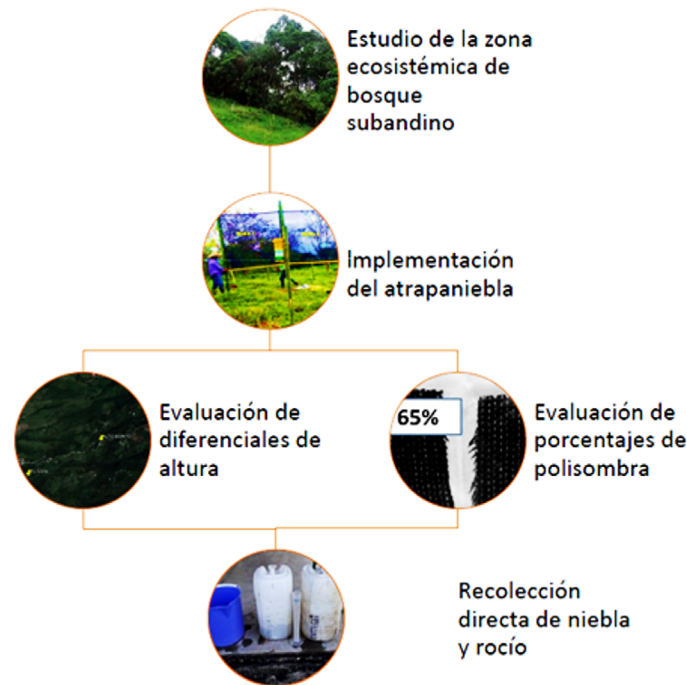 Estudio de la zona
ecosistémica de
bosque
subandino
Implementación
del atrapaniebla
Evaluación de
diferenciales de
altura
65%
Evaluación de
porcentajes de
polisombra
Recolección
directa de niebla
y rocío